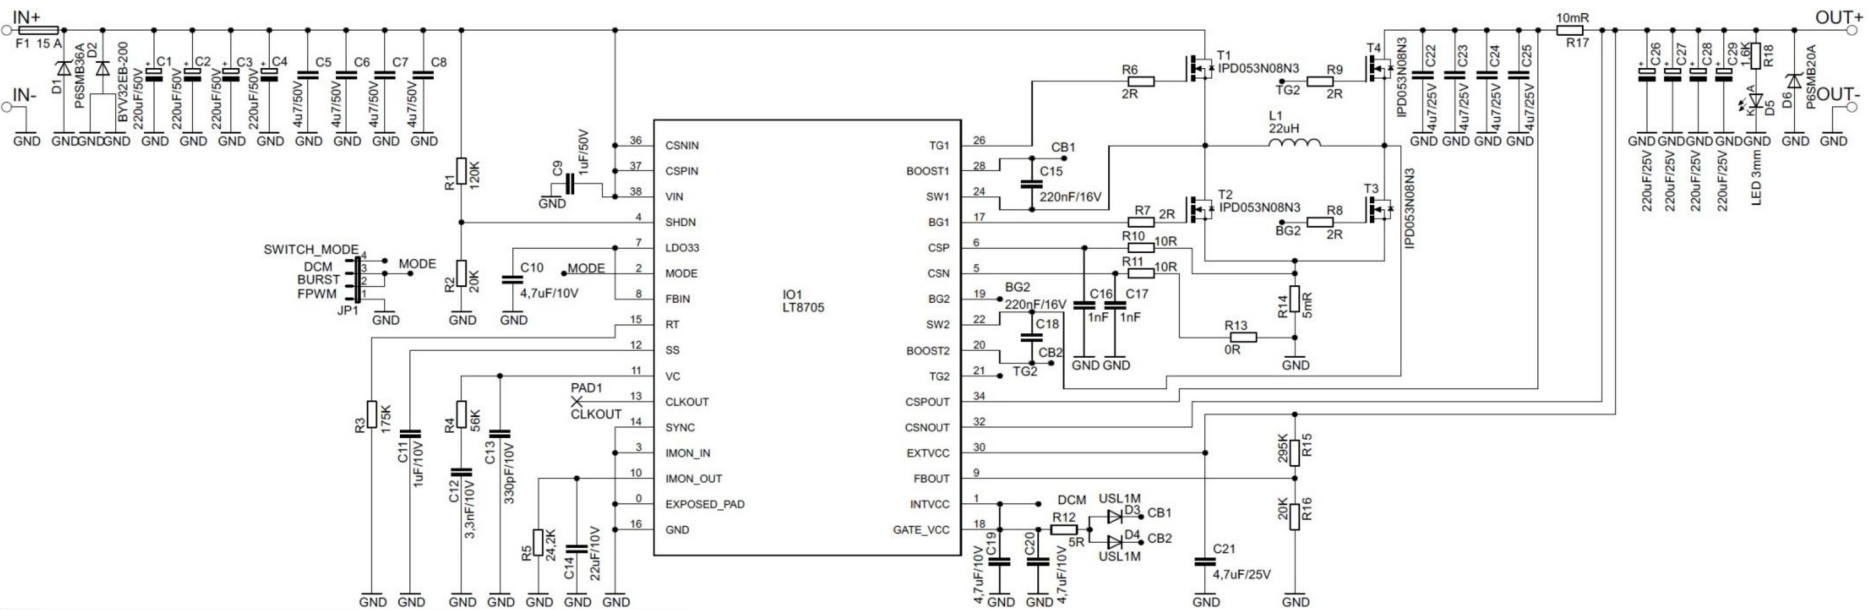 IN+
F1 15 A
IN-
GND
D1
P6SMB36A
GND
D2
BYV32EB-200
GND
GND
C1
220uF/50V
GND
C2
220uF/50V
GND
C3
220uF/50V
GND
C4
220uF/50V
GND
C5
4u7/50V
GND
C6
4u7/50V
GND
C7
4u7/50V
GND
C8
4u7/50V
GND
R1
120K
R2
20K
GND
C9
1uF/50V
GND
SWITCH_MODE
DCM
BURST
FPWM
4
3
2
1
JP1
MODE
GND
C10
4,7uF/10V
GND
MODE
R3
175K
GND
C11
1uF/10V
GND
R4
56K
C12
3,3nF/10V
GND
C13
330pF/10V
GND
PAD1
CLKOUT
R5
24,2K
GND
C14
22uF/10V
GND
GND
IO1
LT8705
36 CSNIN
37 CSPIN
38 VIN
4 SHDN
7 LDO33
2 MODE
8 FBIN
15 RT
12 SS
11 VC
13 CLKOUT
14 SYNC
3 IMON_IN
10 IMON_OUT
0 EXPOSED_PAD
16 GND
TG1 26
BOOST1 28
SW1 24
BG1 17
CSP 6
CSN 5
BG2 19
SW2 22
BOOST2 20
TG2 21
CSPOUT 34
CSNOUT 32
EXTVCC 30
FBOUT 9
INTVCC 1
GATE_VCC 18
CB1
C15
220nF/16V
R6
2R
T1
IPD053N08N3
R9
2R
TG2
T4
IPD053N08N3
L1
22uH
R7 2R
T2
IPD053N08N3
R8
2R
BG2
T3
IPD053N08N3
R10 10R
R11 10R
BG2
220nF/16V
C18
CB2
TG2
C16
1nF
GND
C17
1nF
GND
R13
0R
R14
5mR
GND
DCM
R12
5R
USL1M
D3 CB1
D4 CB2
USL1M
C19
4,7uF/10V
GND
C20
4,7uF/10V
GND
C21
4,7uF/25V
GND
R15
295K
R16
20K
GND
C22
4u7/25V
GND
C23
4u7/25V
GND
C24
4u7/25V
GND
C25
4u7/25V
GND
10mR
R17
C26
220uF/25V
GND
C27
220uF/25V
GND
C28
220uF/25V
GND
C29
220uF/25V
GND
1.6K
R18
A
K
D5
GND
LED 3mm
D6
P6SMB20A
GND
OUT+
OUT-
GND